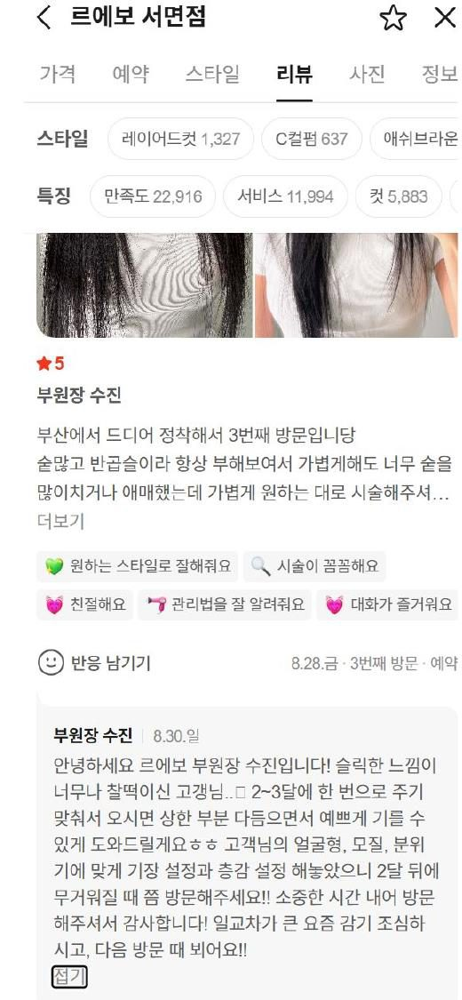 르에보 서면점
가격 예약 스타일 리뷰 사진 정보
스타일 레이어드컷 1,327 C컬펌 637 애쉬브라운
특징 만족도 22,916 서비스 11,994 컷 5,883
5
부원장 수진
부산에서 드디어 정착해서 3번째 방문입니당
숱많고 반곱슬이라 항상 부해보여서 가볍게해도 너무 숱을
많이치거나 애매했는데 가볍게 원하는 대로 시술해주셔...
더보기
원하는 스타일로 잘해줘요 시술이 꼼꼼해요
친절해요 관리법을 잘 알려줘요 대화가 즐거워요
반응 남기기 8.28.금 · 3번째 방문 · 예약
부원장 수진 8.30.일
안녕하세요 르에보 부원장 수진입니다! 슬릭한 느낌이
너무나 찰떡이신 고객님..□ 2~3달에 한 번으로 주기
맞춰서 오시면 상한 부분 다듬으면서 예쁘게 기를 수
있게 도와드릴게요ㅎㅎ 고객님의 얼굴형, 모질, 분위
기에 맞게 기장 설정과 층감 설정 해놓았으니 2달 뒤에
무거워질 때 쯤 방문해주세요!! 소중한 시간 내어 방문
해주셔서 감사합니다! 일교차가 큰 요즘 감기 조심하
시고, 다음 방문 때 뵈어요!!
접기